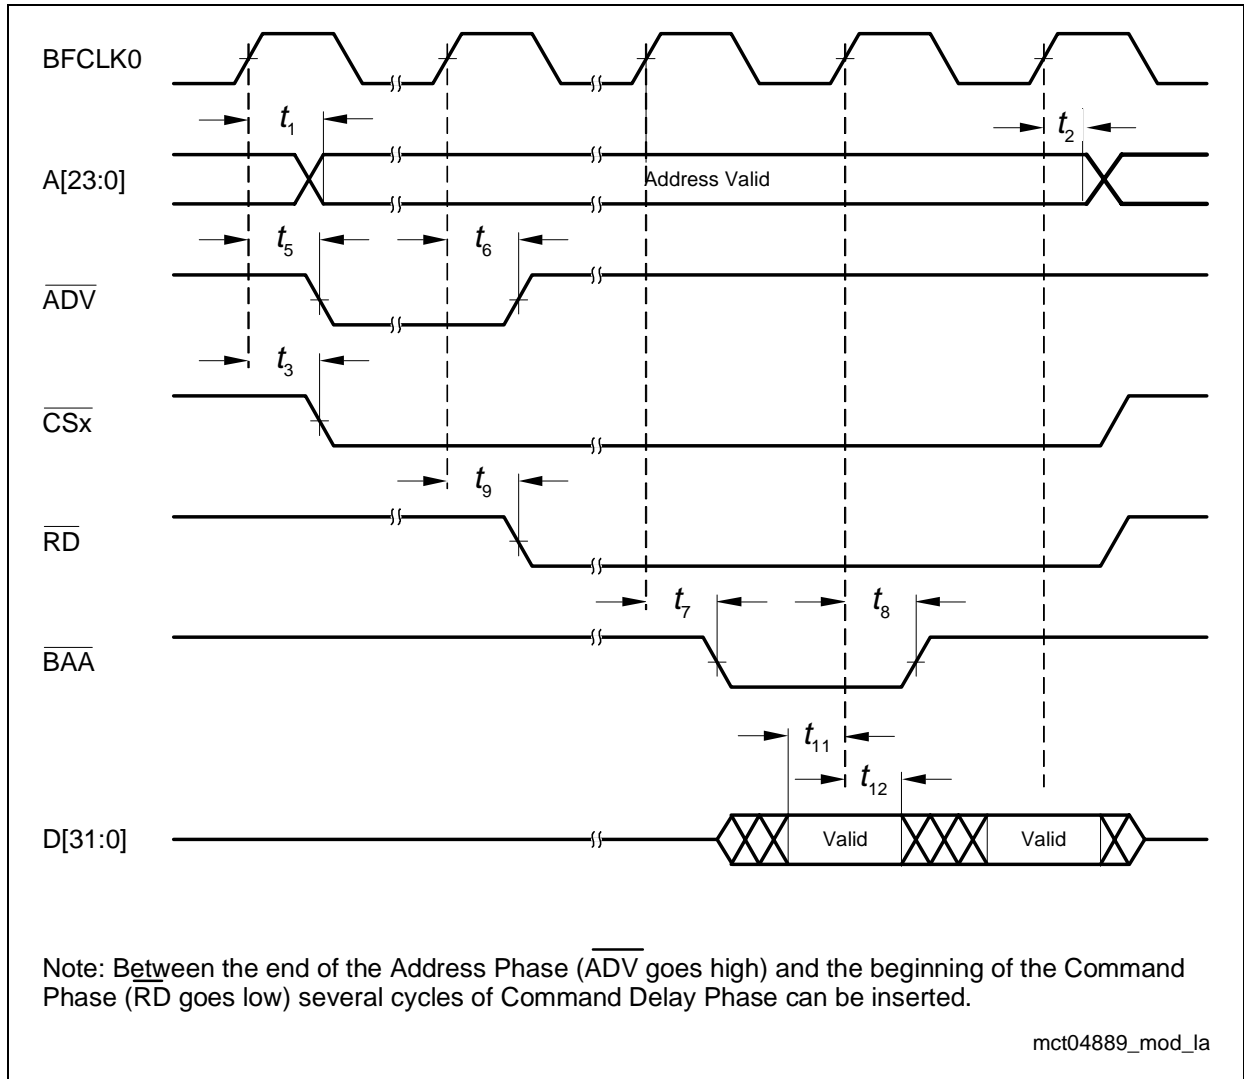 BFCLK0
t1
t2
A[23:0]
Address Valid
t5
t6
ADV
t3
CSx
t9
RD
t7
t8
BAA
t11
t12
D[31:0]
Valid
Valid
Note: Between the end of the Address Phase (ADV goes high) and the beginning of the Command
Phase (RD goes low) several cycles of Command Delay Phase can be inserted.
mct04889_mod_la